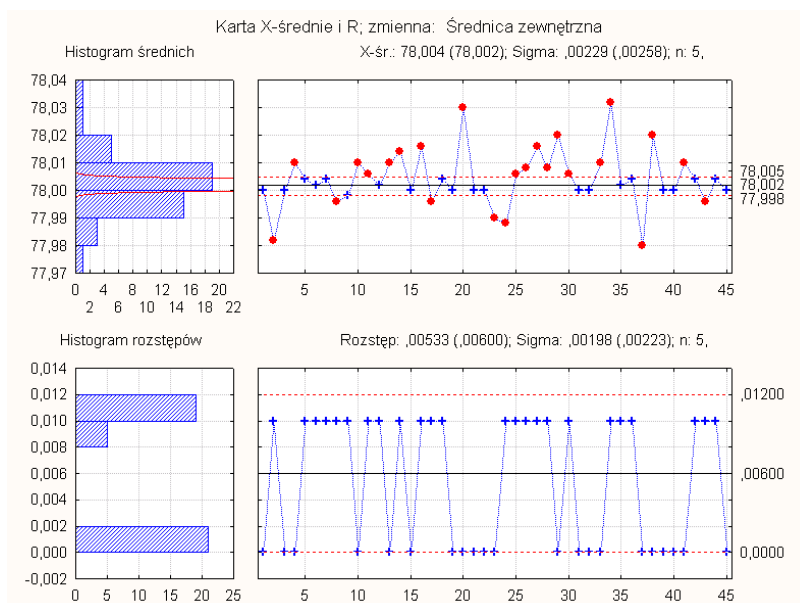 Karta X-średnie i R; zmienna: Średnica zewnętrzna
Histogram średnich
X-śr.: 78,004 (78,002); Sigma: ,00229 (,00258); n: 5,
78,04
78,03
78,02
78,01
78,00
77,99
77,98
77,97
0 4 8 12 16 20
2 6 10 14 18 22
78,005
78,002
77,998
0 5 10 15 20 25 30 35 40 45
Histogram rozstępów
Rozstęp: ,00533 (,00600); Sigma: ,00198 (,00223); n: 5,
0,014
0,012
0,010
0,008
0,006
0,004
0,002
0,000
-0,002
0 5 10 15 20 25
,01200
,00600
0,0000
5 10 15 20 25 30 35 40 45